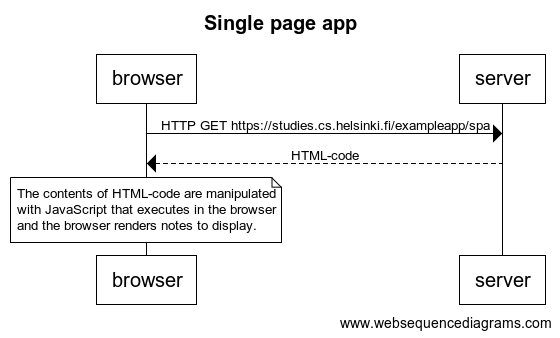 Single page app
browser
server
HTTP GET https://studies.cs.helsinki.fi/exampleapp/spa
HTML-code
The contents of HTML-code are manipulated
with JavaScript that executes in the browser
and the browser renders notes to display.
browser
server
www.websequencediagrams.com